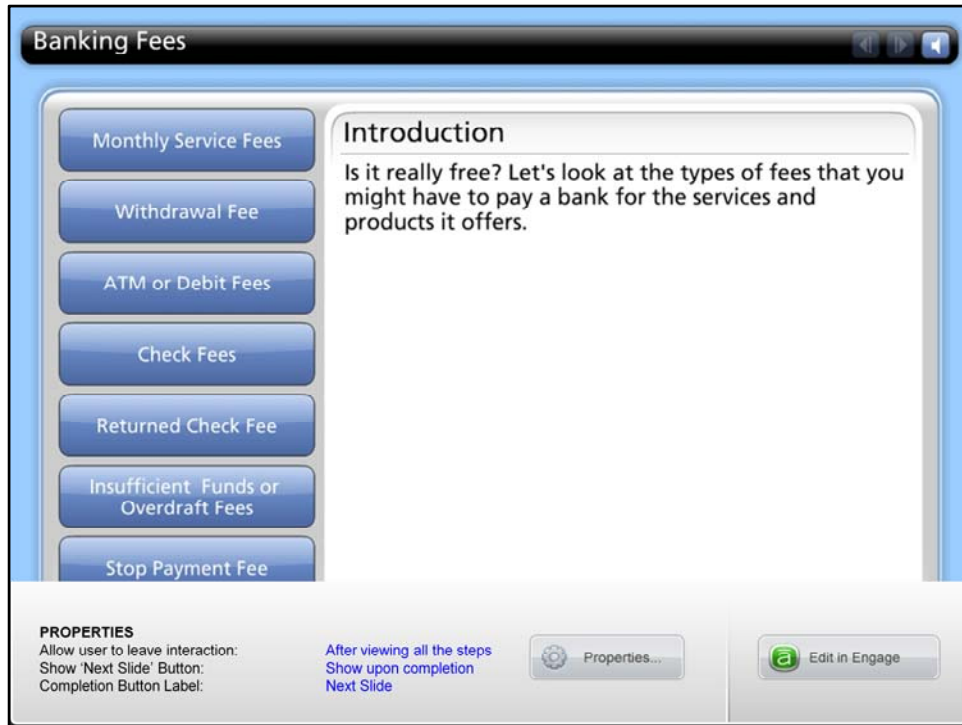 Banking Fees
Monthly Service Fees
Withdrawal Fee
ATM or Debit Fees
Check Fees
Returned Check Fee
Insufficient Funds or
Overdraft Fees
Stop Payment Fee
Introduction
Is it really free? Let's look at the types of fees that you
might have to pay a bank for the services and
products it offers.
PROPERTIES
Allow user to leave interaction: After viewing all the steps
Show 'Next Slide' Button: Show upon completion
Completion Button Label: Next Slide
Properties...
Edit in Engage